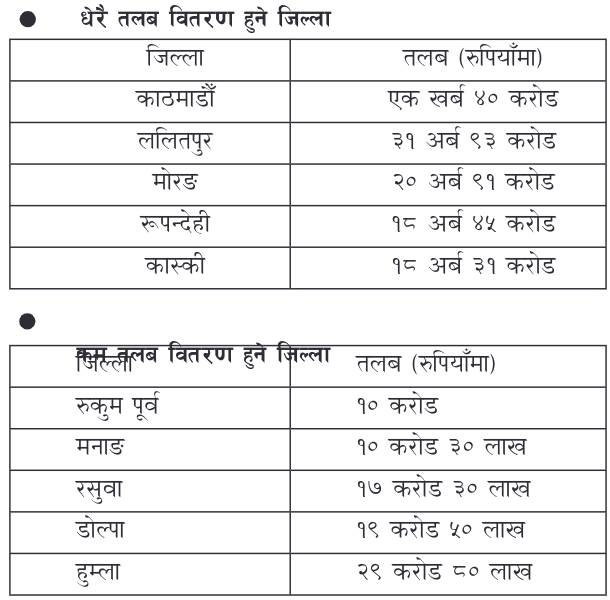 ● धेरै तलब वितरण हुने जिल्ला
जिल्ला तलब (रुपियाँमा)
काठमाडौँ एक खर्ब ४० करोड
ललितपुर ३१ अर्ब ९३ करोड
मोरङ २० अर्ब ९१ करोड
रूपन्देही १८ अर्ब ४५ करोड
कास्की १८ अर्ब ३१ करोड
● कम तलब वितरण हुने जिल्ला
जिल्ला तलब (रुपियाँमा)
रुकुम पूर्व १० करोड
मनाङ १० करोड ३० लाख
रसुवा १७ करोड ३० लाख
डोल्पा १९ करोड ५० लाख
हुम्ला २९ करोड ८० लाख